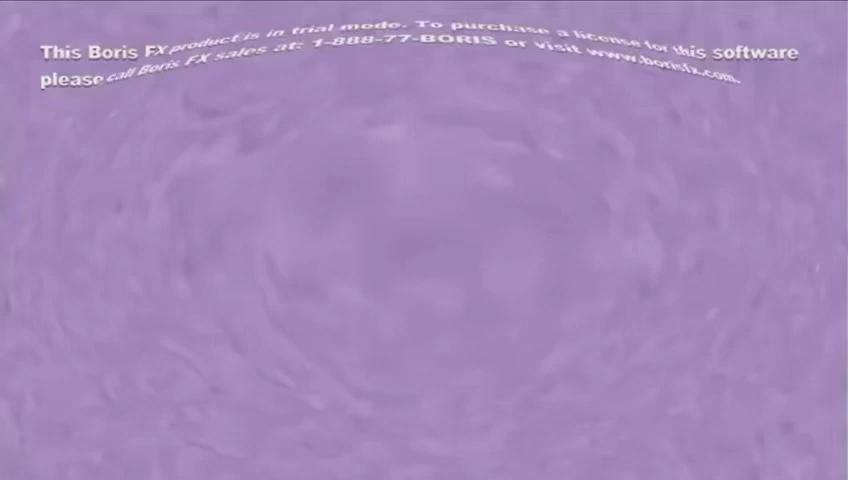 This Boris FX product is in trial mode. To purchase a license for this software
please call Boris FX sales at: 1-888-77-BORIS or visit www.borisfx.com.